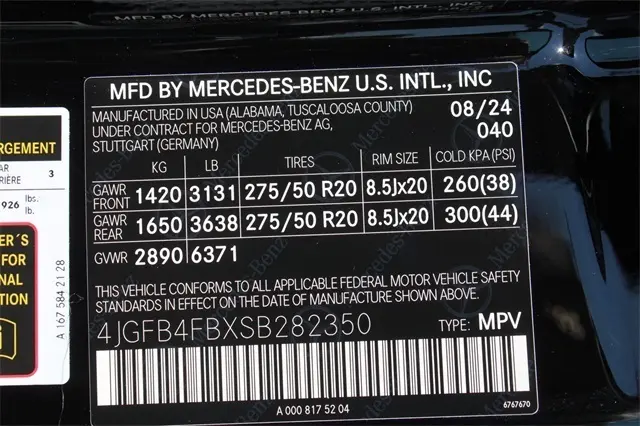 MFD BY MERCEDES-BENZ U.S. INTL., INC
MANUFACTURED IN USA (ALABAMA, TUSCALOOSA COUNTY)
UNDER CONTRACT FOR MERCEDES-BENZ AG,
STUTTGART (GERMANY)
08/24
040
KG LB TIRES RIM SIZE COLD KPA (PSI)
GAWR FRONT 1420 3131 275/50 R20 8.5Jx20 260(38)
GAWR REAR 1650 3638 275/50 R20 8.5Jx20 300(44)
GVWR 2890 6371
THIS VEHICLE CONFORMS TO ALL APPLICABLE FEDERAL MOTOR VEHICLE SAFETY
STANDARDS IN EFFECT ON THE DATE OF MANUFACTURE SHOWN ABOVE.
4JGFB4FBXSB282350 TYPE: MPV
A 000 817 52 04
6767670
RGEMENT
AR
RIÈRE 3
926 lbs.
lb.
A 167 584 21 28